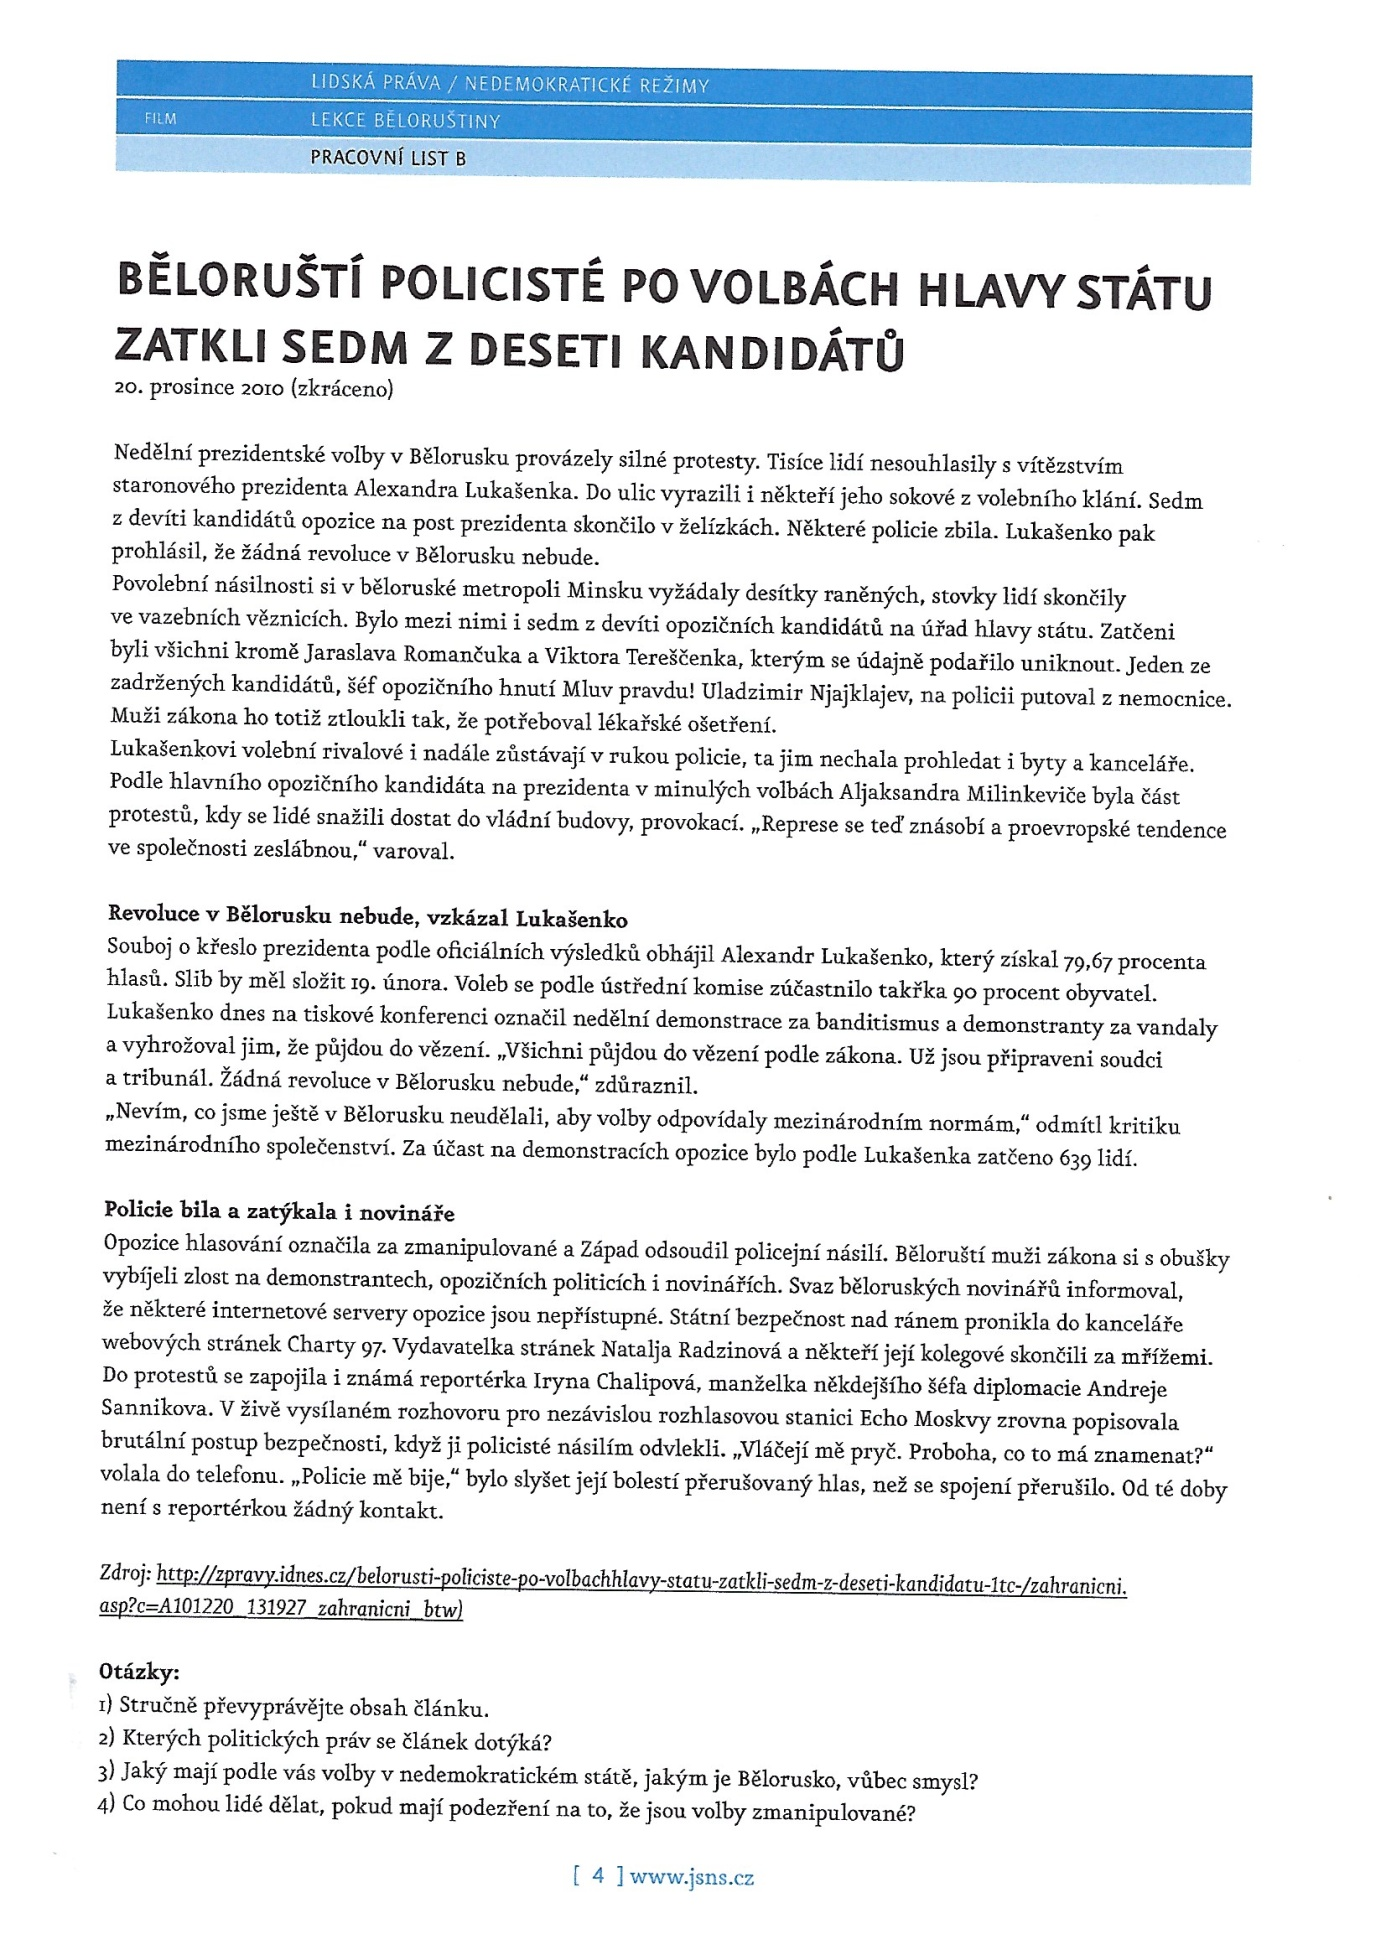 LIDSKÁ PRÁVA / NEDEMOKRATICKÉ REŽIMY
FILM LEKCE BĚLORUŠTINY
PRACOVNÍ LIST B
BĚLORUŠTÍ POLICISTÉ PO VOLBÁCH HLAVY STÁTU
ZATKLI SEDM Z DESETI KANDIDÁTŮ
20. prosince 2010 (zkráceno)
Nedělní prezidentské volby v Bělorusku provázely silné protesty. Tisíce lidí nesouhlasily s vítězstvím
staronového prezidenta Alexandra Lukašenka. Do ulic vyrazili i někteří jeho sokové z volebního klání. Sedm
z devíti kandidátů opozice na post prezidenta skončilo v želízkách. Některé policie zbila. Lukašenko pak
prohlásil, že žádná revoluce v Bělorusku nebude.
Povolební násilnosti si v běloruské metropoli Minsku vyžádaly desítky raněných, stovky lidí skončily
ve vazebních věznicích. Bylo mezi nimi i sedm z devíti opozičních kandidátů na úřad hlavy státu. Zatčeni
byli všichni kromě Jaraslava Romančuka a Viktora Tereščenka, kterým se údajně podařilo uniknout. Jeden ze
zadržených kandidátů, šéf opozičního hnutí Mluv pravdu! Uladzimir Njajklajev, na policii putoval z nemocnice.
Muži zákona ho totiž ztloukli tak, že potřeboval lékařské ošetření.
Lukašenkovi volební rivalové i nadále zůstávají v rukou policie, ta jim nechala prohledat i byty a kanceláře.
Podle hlavního opozičního kandidáta na prezidenta v minulých volbách Aljaksandra Milinkeviče byla část
protestů, kdy se lidé snažili dostat do vládní budovy, provokací. „Represe se teď znásobí a proevropské tendence
ve společnosti zeslábnou,“ varoval.
Revoluce v Bělorusku nebude, vzkázal Lukašenko
Souboj o křeslo prezidenta podle oficiálních výsledků obhájil Alexandr Lukašenko, který získal 79,67 procenta
hlasů. Slib by měl složit 19. února. Voleb se podle ústřední komise zúčastnilo takřka 90 procent obyvatel.
Lukašenko dnes na tiskové konferenci označil nedělní demonstrace za banditismus a demonstranty za vandaly
a vyhrožoval jim, že půjdou do vězení. „Všichni půjdou do vězení podle zákona. Už jsou připraveni soudci
a tribunál. Žádná revoluce v Bělorusku nebude,“ zdůraznil.
„Nevím, co jsme ještě v Bělorusku neudělali, aby volby odpovídaly mezinárodním normám,“ odmítl kritiku
mezinárodního společenství. Za účast na demonstracích opozice bylo podle Lukašenka zatčeno 639 lidí.
Policie bila a zatýkala i novináře
Opozice hlasování označila za zmanipulované a Západ odsoudil policejní násilí. Běloruští muži zákona si s obušky
vybíjeli zlost na demonstrantech, opozičních politicích i novinářích. Svaz běloruských novinářů informoval,
že některé internetové servery opozice jsou nepřístupné. Státní bezpečnost nad ránem pronikla do kanceláře
webových stránek Charty 97. Vydavatelka stránek Natalja Radzinová a někteří její kolegové skončili za mřížemi.
Do protestů se zapojila i známá reportérka Iryna Chalipová, manželka někdejšího šéfa diplomacie Andreje
Sannikova. V živě vysílaném rozhovoru pro nezávislou rozhlasovou stanici Echo Moskvy zrovna popisovala
brutální postup bezpečnosti, když ji policisté násilím odvlekli. „Vláčejí mě pryč. Proboha, co to má znamenat?“
volala do telefonu. „Policie mě bije,“ bylo slyšet její bolestí přerušovaný hlas, než se spojení přerušilo. Od té doby
není s reportérkou žádný kontakt.
Zdroj: http://zpravy.idnes.cz/belorusti-policiste-po-volbachhlavy-statu-zatkli-sedm-z-deseti-kandidatu-1tc-/zahranicni.
asp?c=A101220_131927_zahranicni_btw)
Otázky:
1) Stručně převyprávějte obsah článku.
2) Kterých politických práv se článek dotýká?
3) Jaký mají podle vás volby v nedemokratickém státě, jakým je Bělorusko, vůbec smysl?
4) Co mohou lidé dělat, pokud mají podezření na to, že jsou volby zmanipulované?
[ 4 ] www.jsns.cz